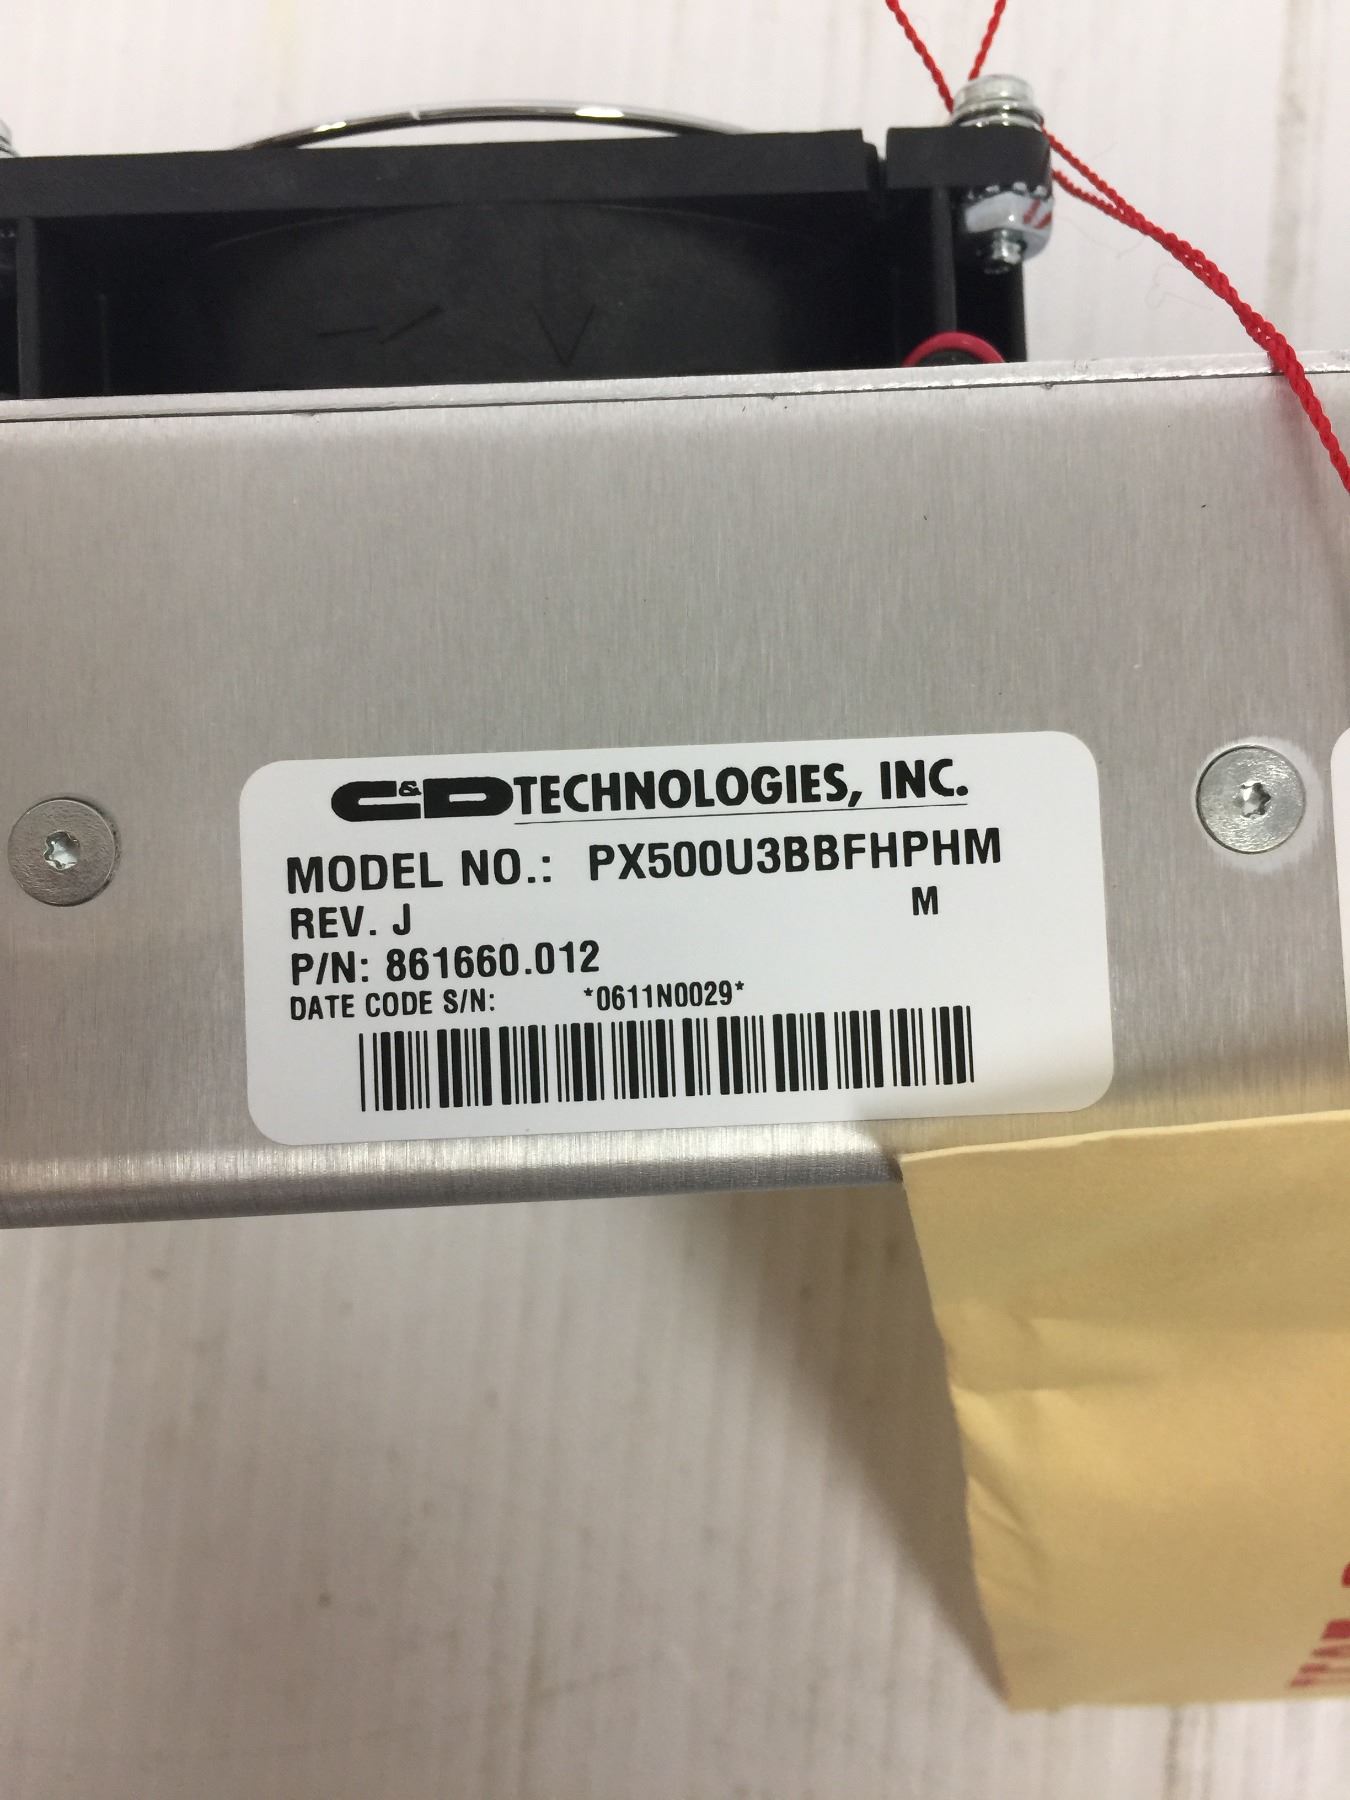 C&D TECHNOLOGIES, INC.
MODEL NO.: PX500U3BBFHPHM
REV. J M
P/N: 861660.012
DATE CODE S/N: *0611N0029*